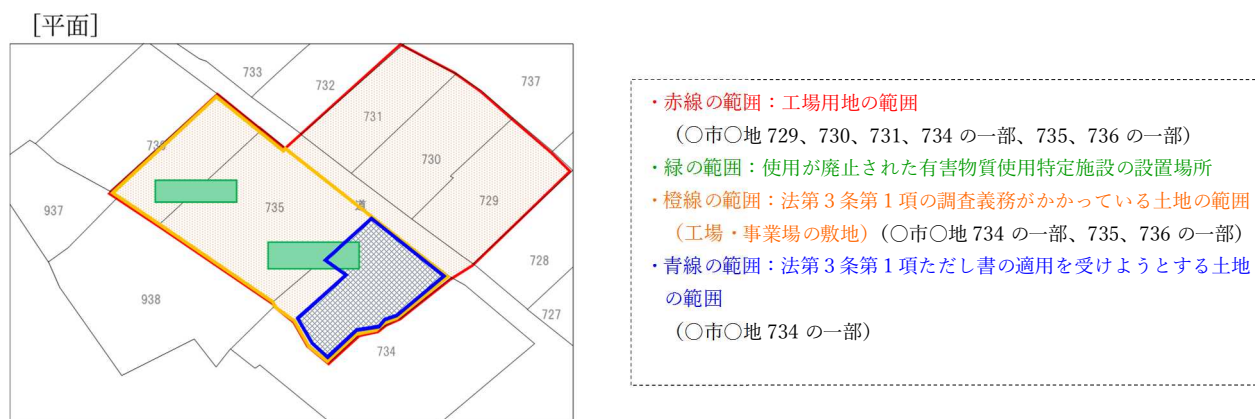 [平面]
733
732
737
731
736
730
735
道
729
937
728
938
727
734
・赤線の範囲：工場用地の範囲
（〇市〇地 729、730、731、734 の一部、735、736 の一部）
・緑の範囲：使用が廃止された有害物質使用特定施設の設置場所
・橙線の範囲：法第３条第１項の調査義務がかかっている土地の範囲
（工場・事業場の敷地）（〇市〇地 734 の一部、735、736 の一部）
・青線の範囲：法第３条第１項ただし書の適用を受けようとする土地
の範囲
（〇市〇地 734 の一部）